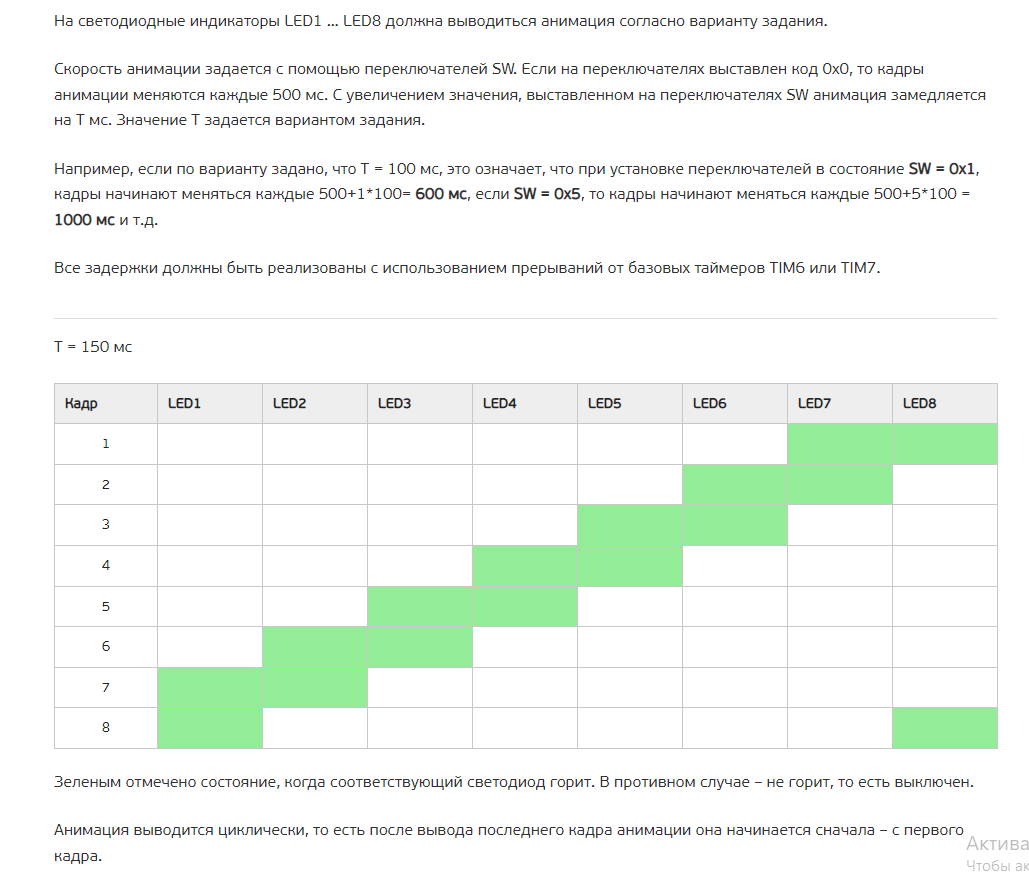 На светодиодные индикаторы LED1 ... LED8 должна выводиться анимация согласно варианту задания.
Скорость анимации задается с помощью переключателей SW. Если на переключателях выставлен код 0x0, то кадры
анимации меняются каждые 500 мс. С увеличением значения, выставленном на переключателях SW анимация замедляется
на T мс. Значение T задается вариантом задания.
Например, если по варианту задано, что T = 100 мс, это означает, что при установке переключателей в состояние SW = 0x1,
кадры начинают меняться каждые 500+1*100= 600 мс, если SW = 0x5, то кадры начинают меняться каждые 500+5*100 =
1000 мс и т.д.
Все задержки должны быть реализованы с использованием прерываний от базовых таймеров TIM6 или TIM7.
T = 150 мс
Кадр LED1 LED2 LED3 LED4 LED5 LED6 LED7 LED8
1
2
3
4
5
6
7
8
Зеленым отмечено состояние, когда соответствующий светодиод горит. В противном случае – не горит, то есть выключен.
Анимация выводится циклически, то есть после вывода последнего кадра анимации она начинается сначала – с первого
кадра.
Актива
Чтобы ак